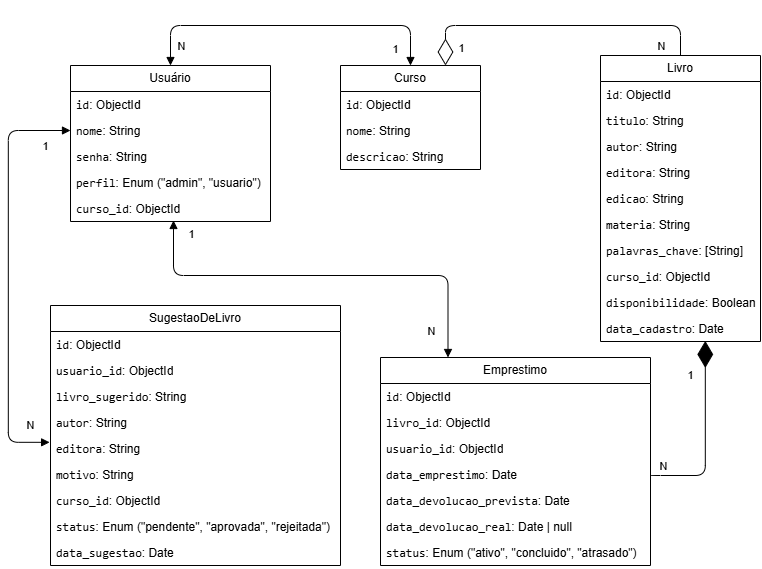 N
1
1
N
Usuário
id: ObjectId
nome: String
senha: String
perfil: Enum ("admin", "usuario")
curso_id: ObjectId
Curso
id: ObjectId
nome: String
descricao: String
Livro
id: ObjectId
titulo: String
autor: String
editora: String
edicao: String
materia: String
palavras_chave: [String]
curso_id: ObjectId
disponibilidade: Boolean
data_cadastro: Date
1
1
N
1
N
N
SugestaoDeLivro
id: ObjectId
usuario_id: ObjectId
livro_sugerido: String
autor: String
editora: String
motivo: String
curso_id: ObjectId
status: Enum ("pendente", "aprovada", "rejeitada")
data_sugestao: Date
Emprestimo
id: ObjectId
livro_id: ObjectId
usuario_id: ObjectId
data_emprestimo: Date
data_devolucao_prevista: Date
data_devolucao_real: Date | null
status: Enum ("ativo", "concluido", "atrasado")